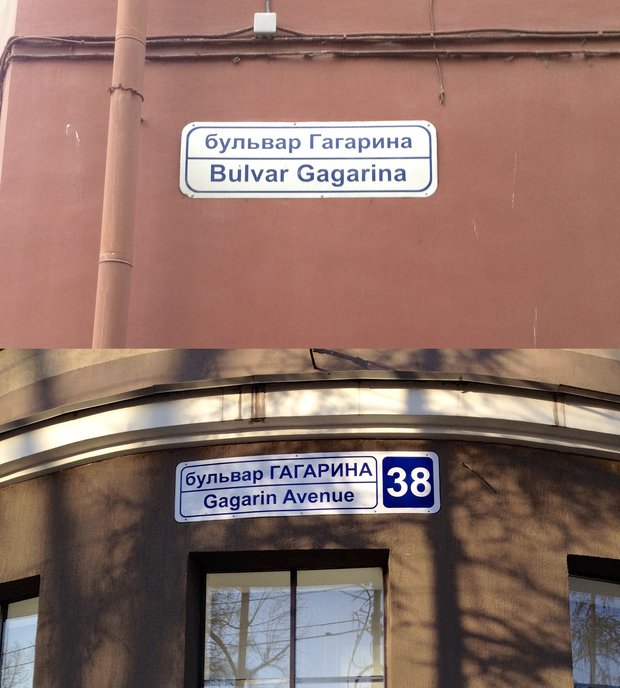 бульвар Гагарина
Bulvar Gagarina
бульвар ГАГАРИНА
Gagarin Avenue
38